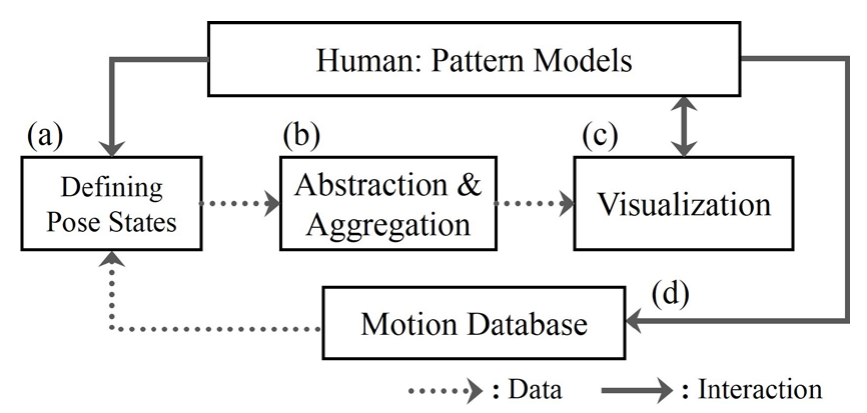 Human: Pattern Models
(a)
(b)
(c)
Defining
Pose States
Abstraction &
Aggregation
Visualization
(d)
Motion Database
: Data
: Interaction